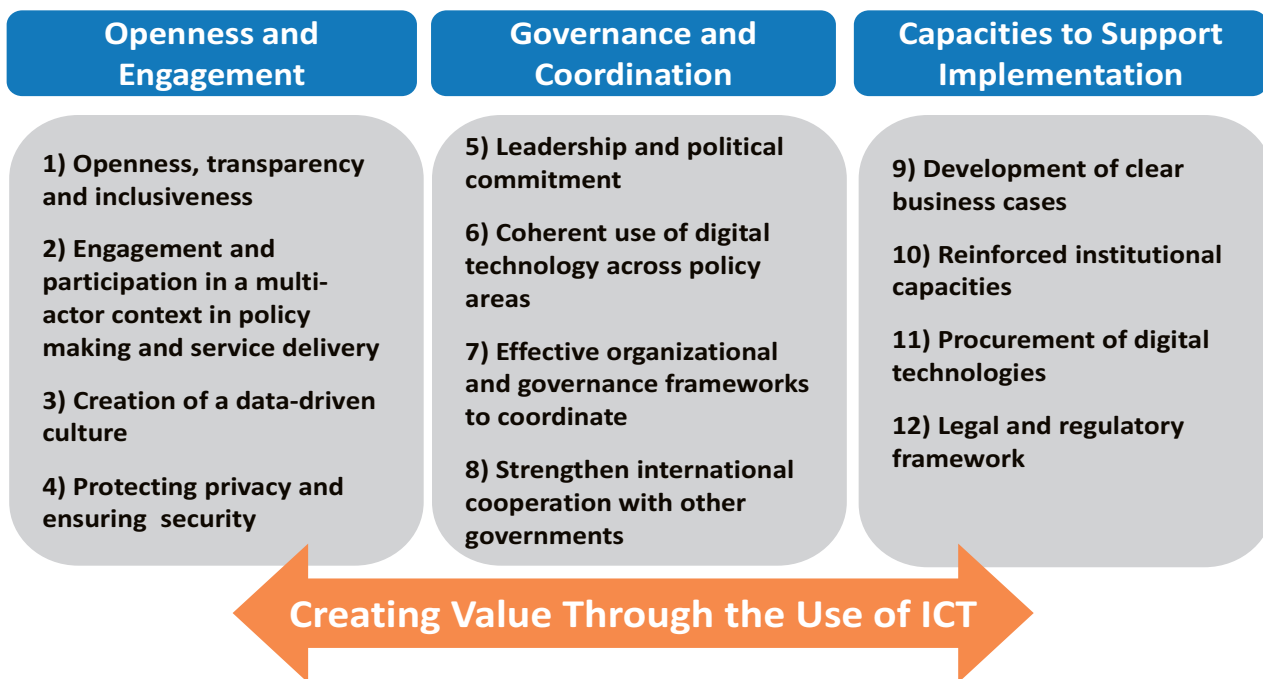 Openness and
Engagement
1) Openness, transparency
and inclusiveness
2) Engagement and
participation in a multi-
actor context in policy
making and service delivery
3) Creation of a data-driven
culture
4) Protecting privacy and
ensuring security
Governance and
Coordination
5) Leadership and political
commitment
6) Coherent use of digital
technology across policy
areas
7) Effective organizational
and governance frameworks
to coordinate
8) Strengthen international
cooperation with other
governments
Capacities to Support
Implementation
9) Development of clear
business cases
10) Reinforced institutional
capacities
11) Procurement of digital
technologies
12) Legal and regulatory
framework
Creating Value Through the Use of ICT